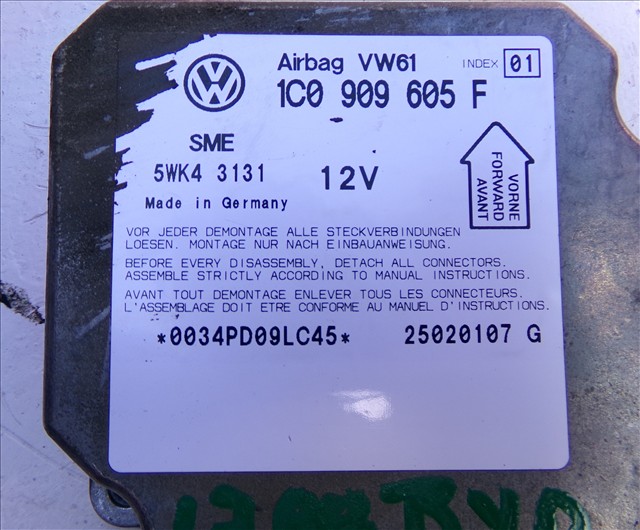 Airbag VW61 INDEX 01
1C0 909 605 F
SME
5WK4 3131 12V
Made in Germany
VORNE
FORWARD
AVANT
VOR JEDER DEMONTAGE ALLE STECKVERBINDUNGEN
LOESEN. MONTAGE NUR NACH EINBAUANWEISUNG.
BEFORE EVERY DISASSEMBLY, DETACH ALL CONNECTORS.
ASSEMBLE STRICTLY ACCORDING TO MANUAL INSTRUCTIONS.
AVANT TOUT DEMONTAGE ENLEVER TOUS LES CONNECTEURS.
L'ASSEMBLAGE DOIT ETRE CONFORME AU MANUEL D'INSTRUCTIONS.
*0034PD09LC45* 25020107 G